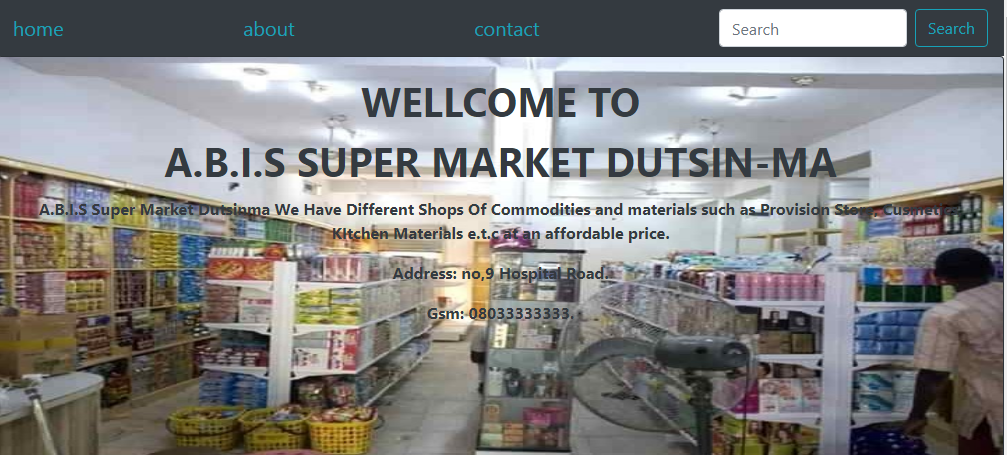 home about contact Search Search
WELLCOME TO
A.B.I.S SUPER MARKET DUTSIN-MA
A.B.I.S Super Market Dutsinma We Have Different Shops Of Commodities and materials such as Provision Store,
Kitchen Materials e.t.c at an affordable price.
Address: no,9 Hospital Road.
Gsm: 08033333333.